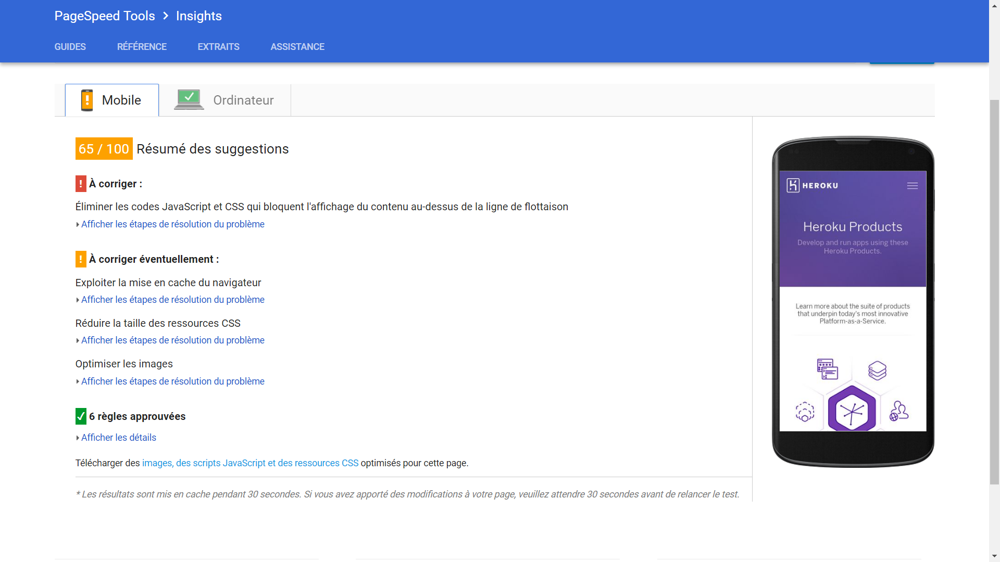 PageSpeed Tools > Insights
GUIDES RÉFÉRENCE EXTRAITS ASSISTANCE
Mobile Ordinateur
65 / 100 Résumé des suggestions
! À corriger :
Éliminer les codes JavaScript et CSS qui bloquent l'affichage du contenu au-dessus de la ligne de flottaison
Afficher les étapes de résolution du problème
! À corriger éventuellement :
Exploiter la mise en cache du navigateur
Afficher les étapes de résolution du problème
Réduire la taille des ressources CSS
Afficher les étapes de résolution du problème
Optimiser les images
Afficher les étapes de résolution du problème
6 règles approuvées
Afficher les détails
Télécharger des images, des scripts JavaScript et des ressources CSS optimisés pour cette page.
* Les résultats sont mis en cache pendant 30 secondes. Si vous avez apporté des modifications à votre page, veuillez attendre 30 secondes avant de relancer le test.
HEROKU
Heroku Products
Develop and run apps using these
Heroku Products.
Learn more about the suite of products
that underpin today's most innovative
Platform-as-a-Service.